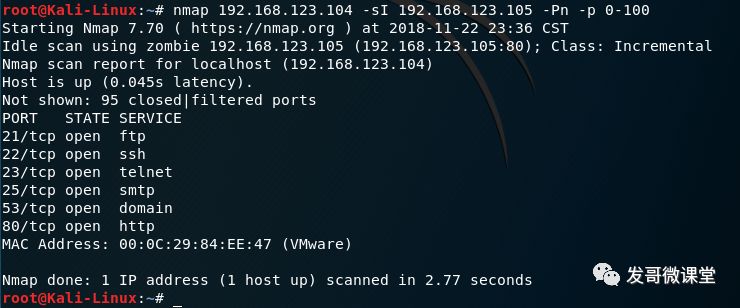 root@Kali-Linux:~# nmap 192.168.123.104 -sI 192.168.123.105 -Pn -p 0-100
Starting Nmap 7.70 ( https://nmap.org ) at 2018-11-22 23:36 CST
Idle scan using zombie 192.168.123.105 (192.168.123.105:80); Class: Incremental
Nmap scan report for localhost (192.168.123.104)
Host is up (0.045s latency).
Not shown: 95 closed|filtered ports
PORT   STATE SERVICE
21/tcp open  ftp
22/tcp open  ssh
23/tcp open  telnet
25/tcp open  smtp
53/tcp open  domain
80/tcp open  http
MAC Address: 00:0C:29:84:EE:47 (VMware)
Nmap done: 1 IP address (1 host up) scanned in 2.77 seconds
root@Kali-Linux:~# _
发哥微课堂